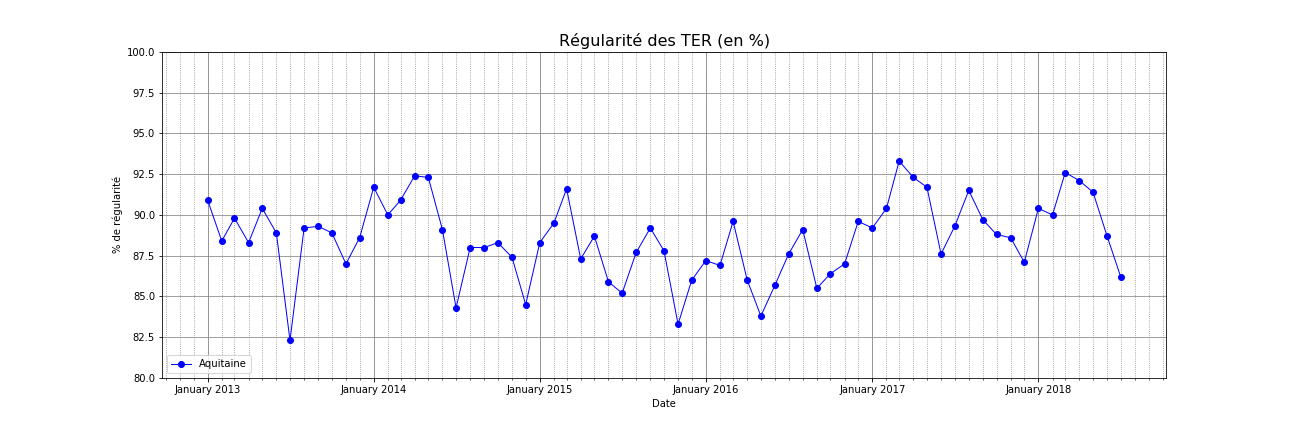 Régularité des TER (en %)
100.0
97.5
95.0
92.5
90.0
87.5
85.0
82.5
80.0
% de régularité
Aquitaine
January 2013 January 2014 January 2015 January 2016 January 2017 January 2018
Date